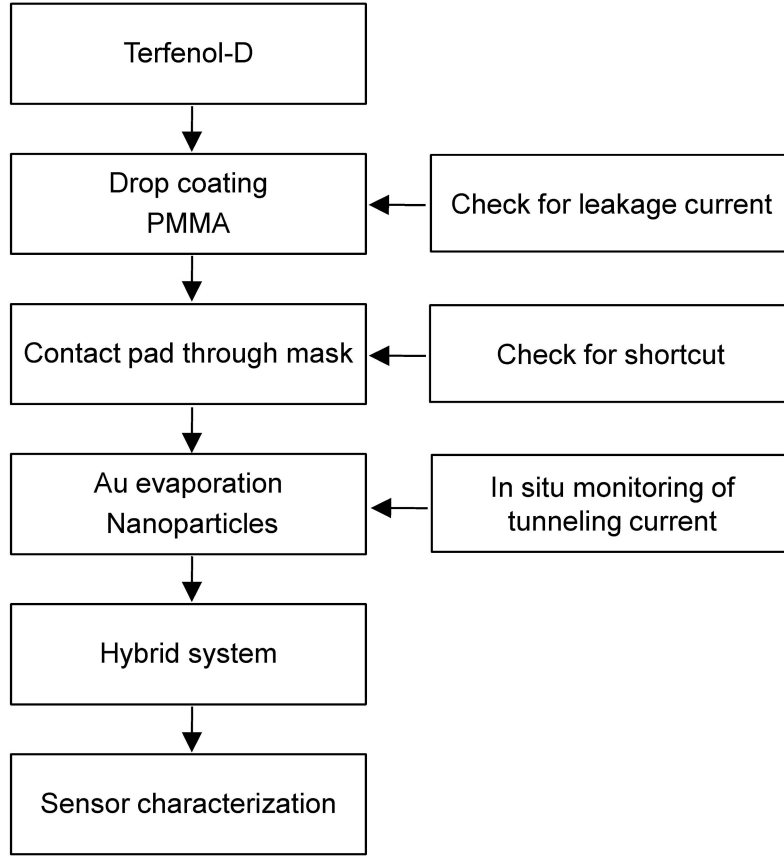 Terfenol-D
Drop coating
PMMA
Check for leakage current
Contact pad through mask
Check for shortcut
Au evaporation
Nanoparticles
In situ monitoring of
tunneling current
Hybrid system
Sensor characterization